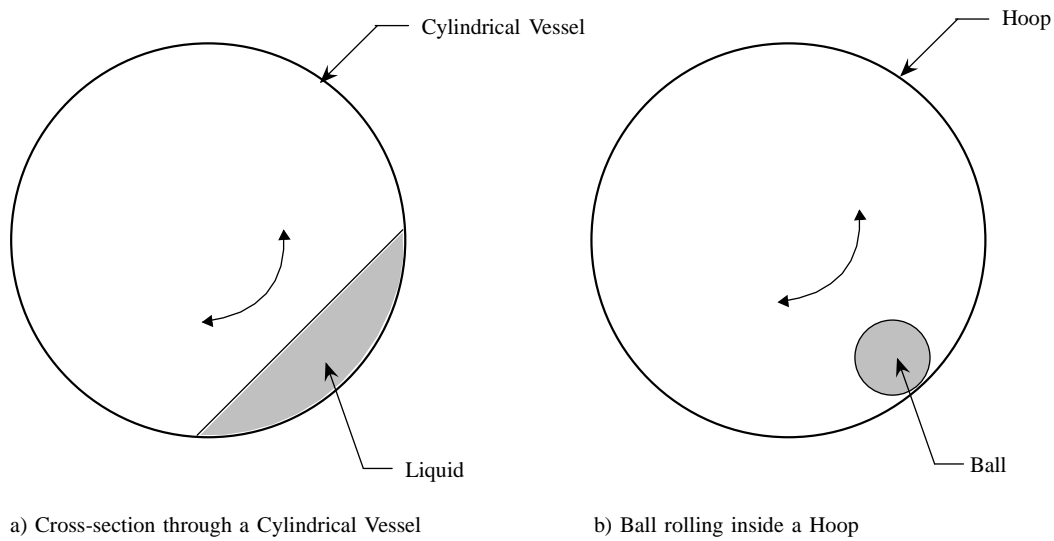 Cylindrical Vessel
Hoop
Liquid
Ball
a) Cross-section through a Cylindrical Vessel
b) Ball rolling inside a Hoop